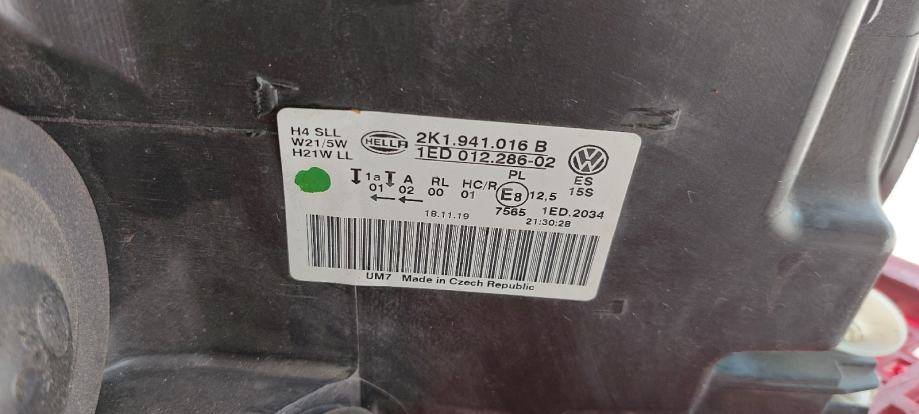 H4 SLL
W21/5W
H21W LL
HELLA
2K1.941.016 B
1ED 012.286-02
PL
ES
15S
1a A RL HC/R E8 12,5
01 02 00 01
7565 1ED.2034
18.11.19 21:30:28
UM7 Made in Czech Republic